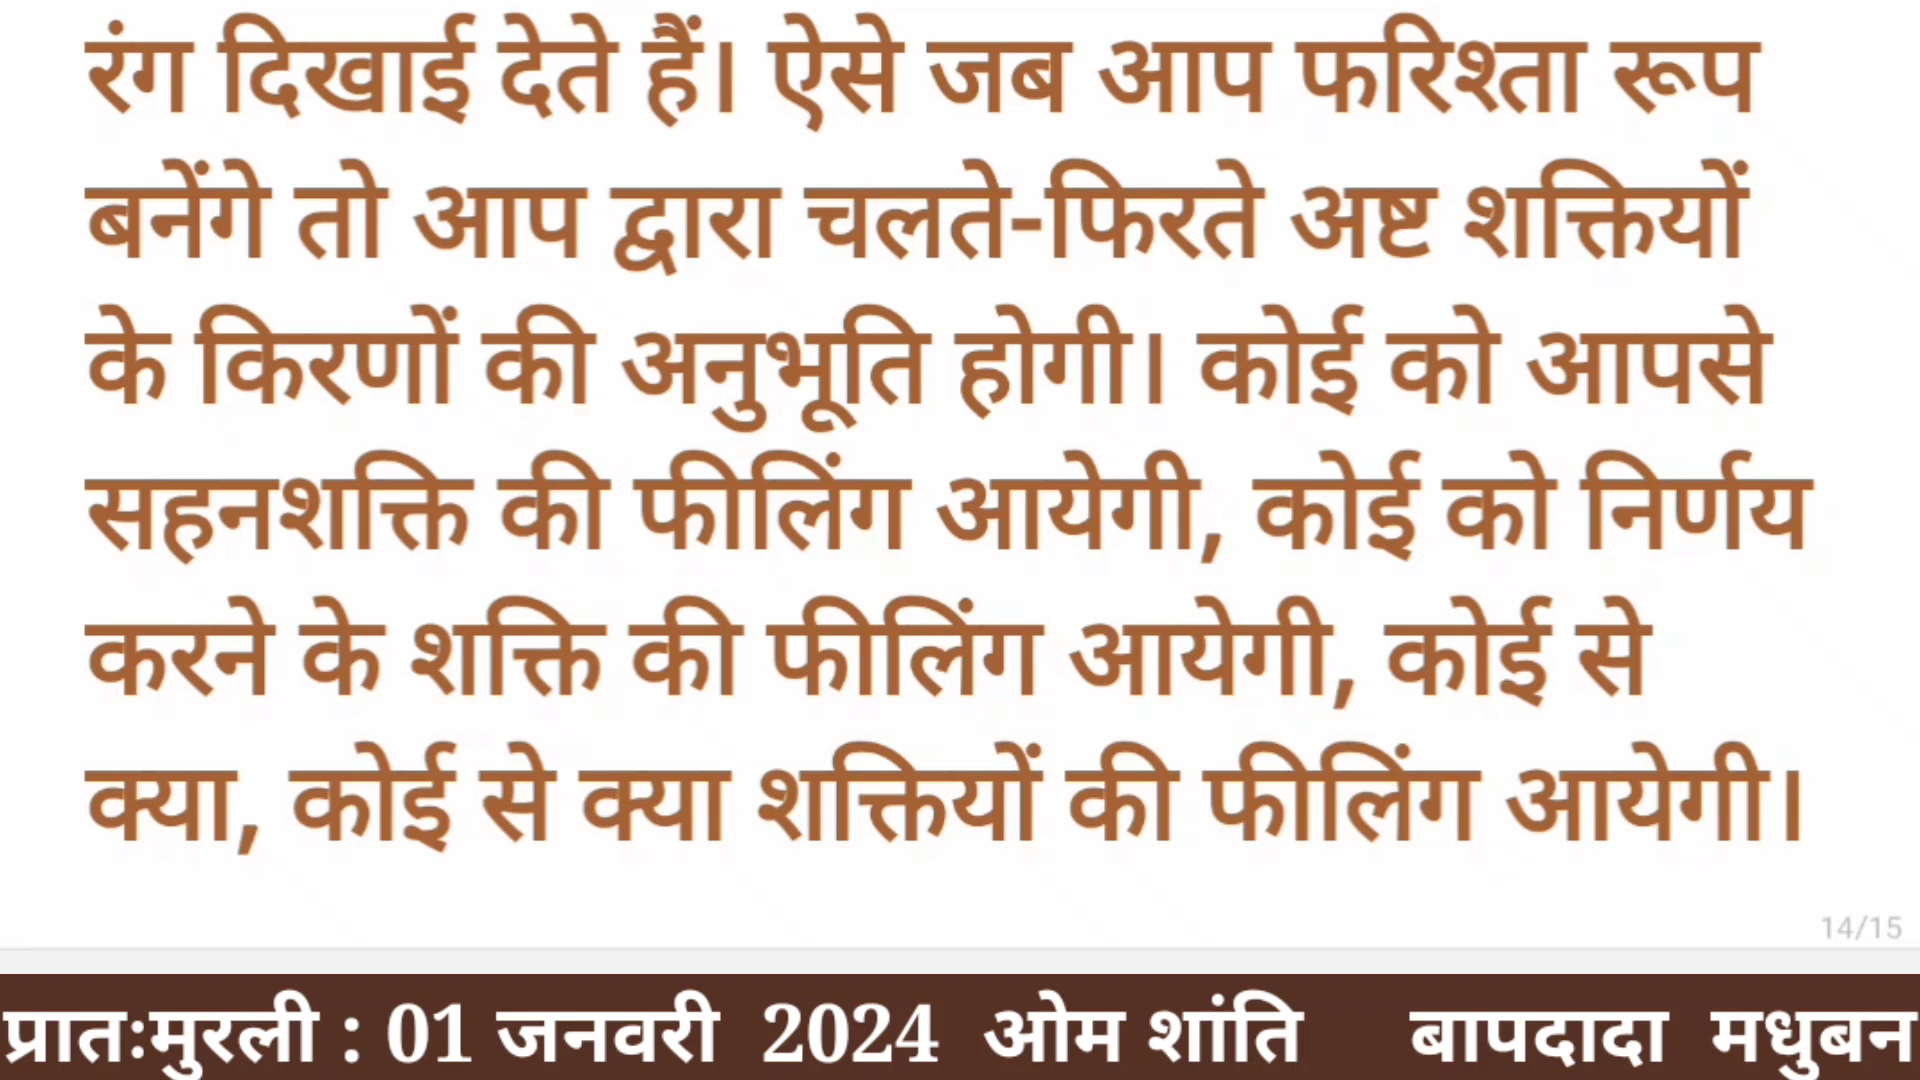 रंग दिखाई देते हैं। ऐसे जब आप फरिश्ता रूप
बनेंगे तो आप द्वारा चलते-फिरते अष्ट शक्तियों
के किरणों की अनुभूति होगी। कोई को आपसे
सहनशक्ति की फीलिंग आयेगी, कोई को निर्णय
करने के शक्ति की फीलिंग आयेगी, कोई से
क्या, कोई से क्या शक्तियों की फीलिंग आयेगी।
14/15
प्रातःमुरली : 01 जनवरी 2024 ओम शांति बापदादा मधुबन